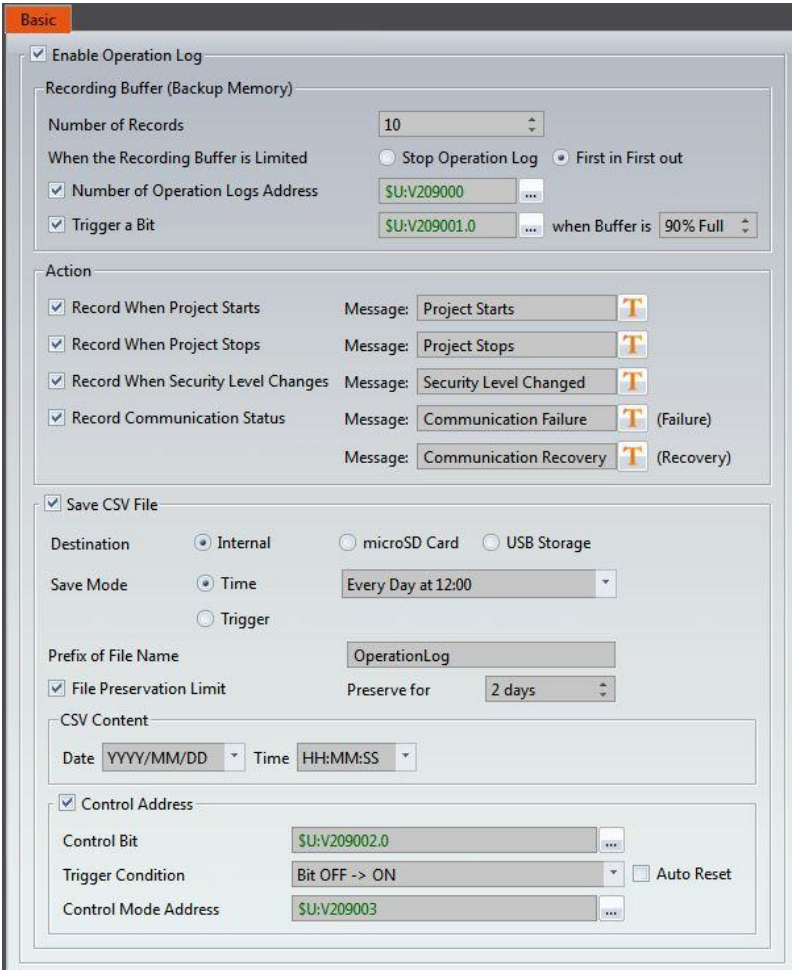 Basic
Enable Operation Log
Recording Buffer (Backup Memory)
Number of Records 10
When the Recording Buffer is Limited Stop Operation Log First in First out
Number of Operation Logs Address $U:V209000 ...
Trigger a Bit $U:V209001.0 ... when Buffer is 90% Full
Action
Record When Project Starts Message: Project Starts T
Record When Project Stops Message: Project Stops T
Record When Security Level Changes Message: Security Level Changed T
Record Communication Status Message: Communication Failure T (Failure)
Message: Communication Recovery T (Recovery)
Save CSV File
Destination Internal microSD Card USB Storage
Save Mode Time Every Day at 12:00
Trigger
Prefix of File Name OperationLog
File Preservation Limit Preserve for 2 days
CSV Content
Date YYYY/MM/DD Time HH:MM:SS
Control Address
Control Bit $U:V209002.0 ...
Trigger Condition Bit OFF -> ON Auto Reset
Control Mode Address $U:V209003 ...